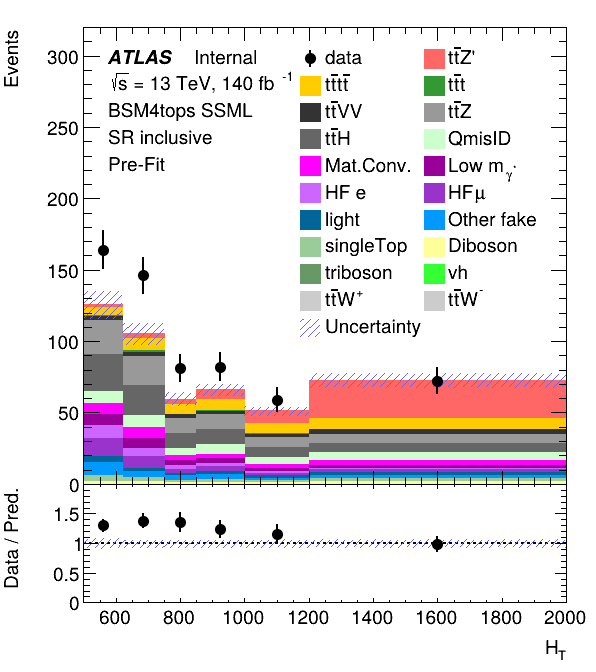 Events
300
250
200
150
100
50
0
ATLAS Internal
√s = 13 TeV, 140 fb⁻¹
BSM4tops SSML
SR inclusive
Pre-Fit
data
tt̄Z'
tt̄tt̄
tt̄t
tt̄VV
tt̄Z
tt̄H
QmisID
Mat.Conv.
Low m_γ*
HF e
HF μ
light
Other fake
singleTop
Diboson
triboson
vh
tt̄W⁺
tt̄W⁻
Uncertainty
Data / Pred.
1.5
1
0.5
0
600 800 1000 1200 1400 1600 1800 2000
H_T